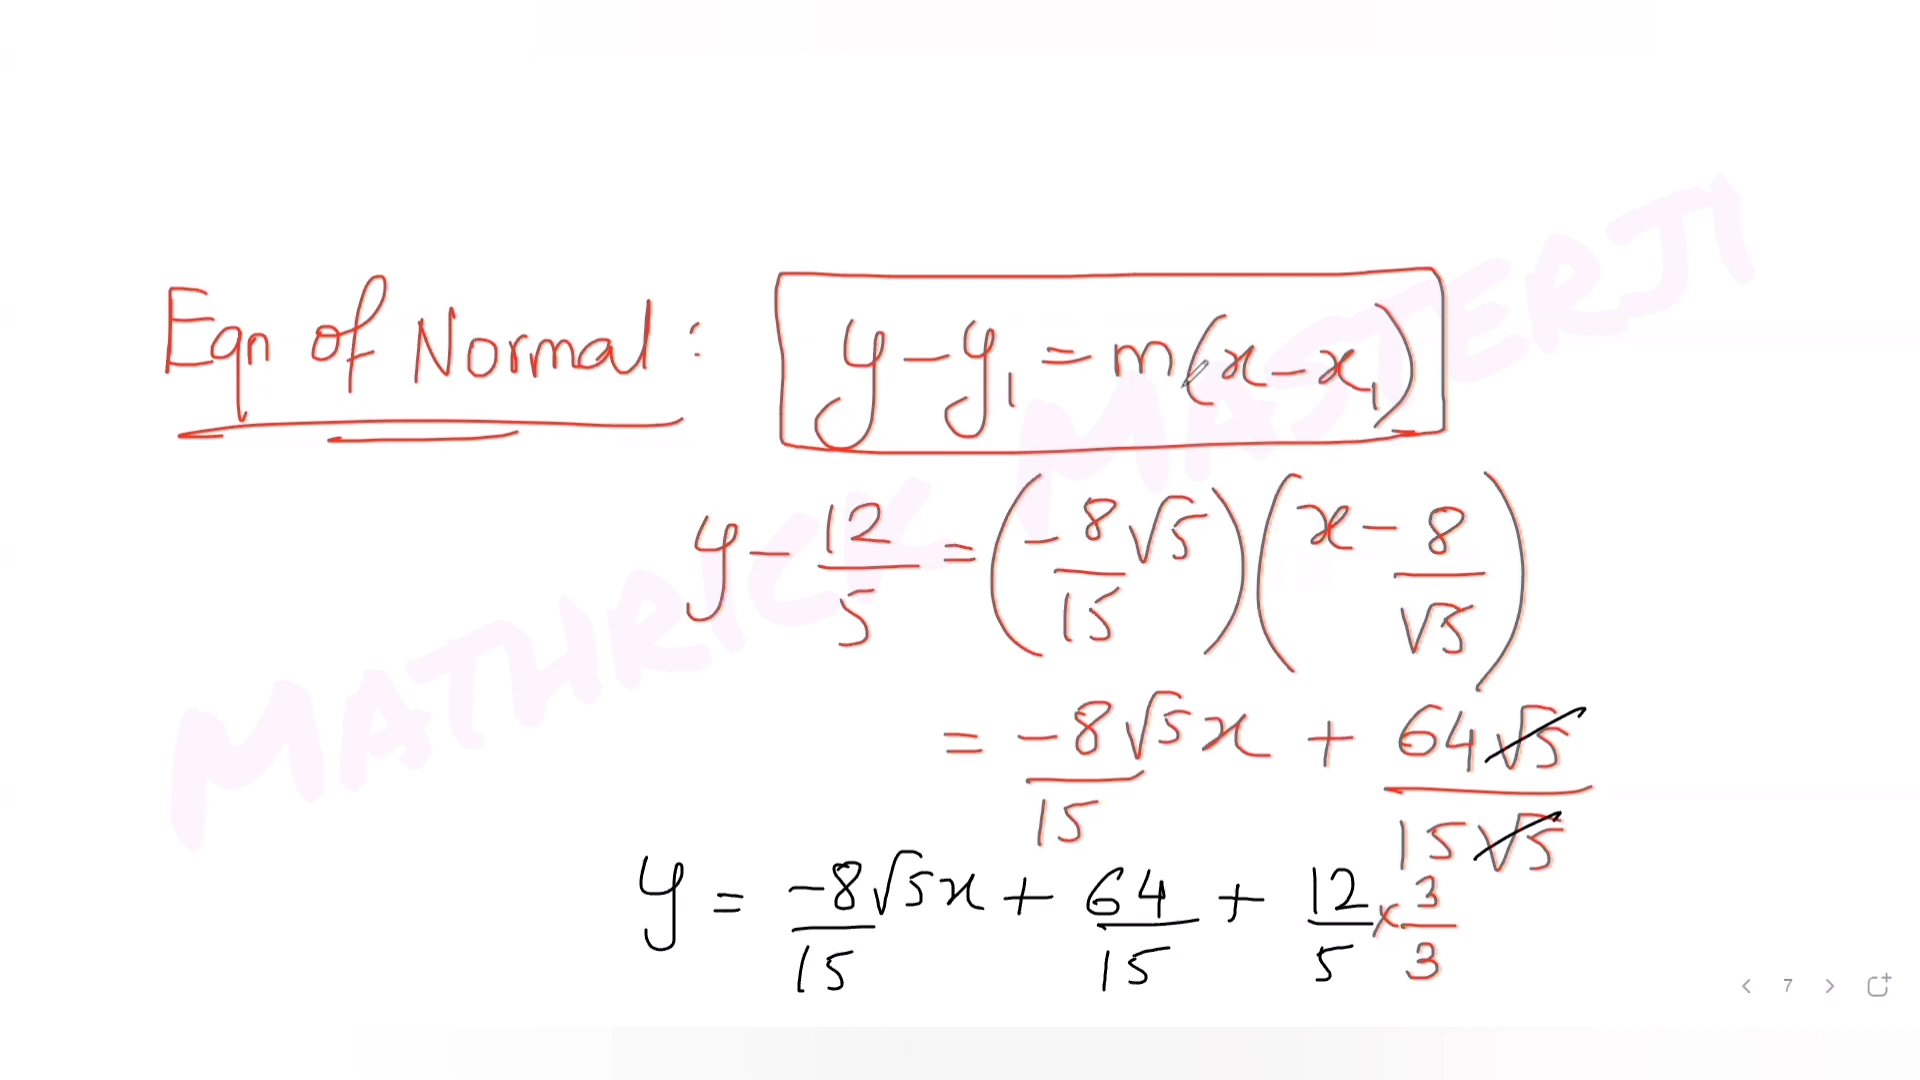 Eqn of Normal: y - y₁ = m(x - x₁)
y - 12/5 = (-8√5/15)(x - 8/√5)
= -8√5x/15 + 64√5/15√5
y = -8√5x/15 + 64/15 + 12/5 × 3/3
MATHRICK MASTERJI
< 7 >